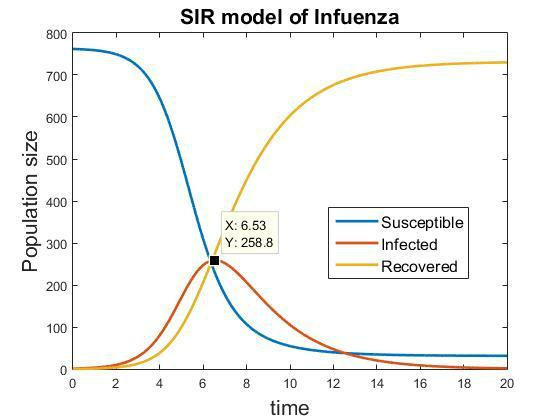 SIR model of Infuenza
800
700
600
500
400
300
200
100
0
Population size
X: 6.53
Y: 258.8
Susceptible
Infected
Recovered
0 2 4 6 8 10 12 14 16 18 20
time